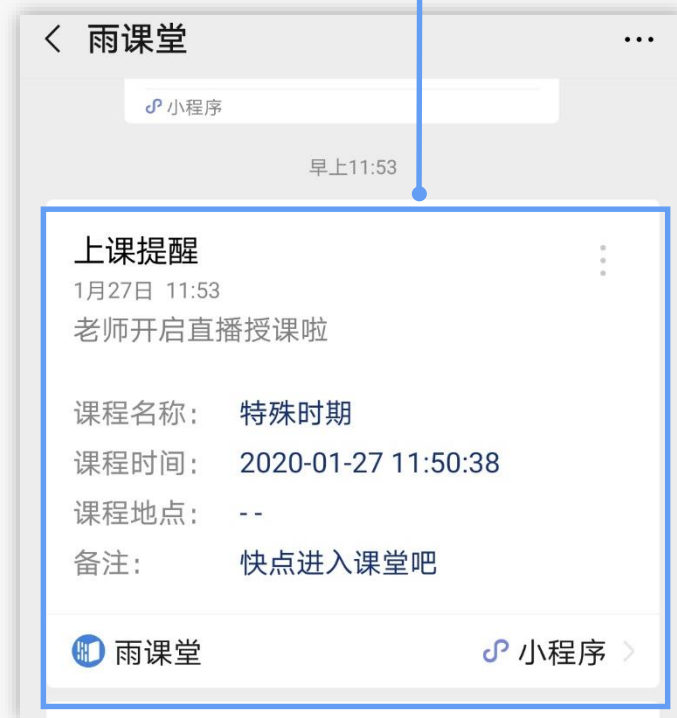 雨课堂
小程序
早上11:53
上课提醒
1月27日 11:53
老师开启直播授课啦
课程名称： 特殊时期
课程时间： 2020-01-27 11:50:38
课程地点： --
备注： 快点进入课堂吧
雨课堂 小程序